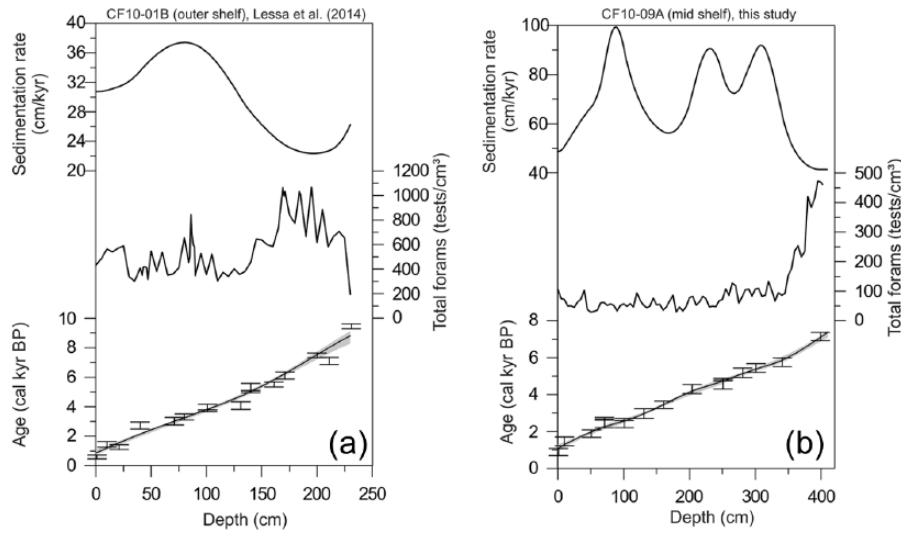 CF10-01B (outer shelf), Lessa et al. (2014)
40
36
32
28
24
20
Sedimentation rate
(cm/kyr)
1200
1000
800
600
400
200
0
Total forams (tests/cm³)
10
8
6
4
2
0
Age (cal kyr BP)
(a)
0 50 100 150 200 250
Depth (cm)
CF10-09A (mid shelf), this study
100
80
60
40
Sedimentation rate
(cm/kyr)
500
400
300
200
100
0
Total forams (tests/cm³)
8
6
4
2
0
Age (cal kyr BP)
(b)
0 100 200 300 400
Depth (cm)